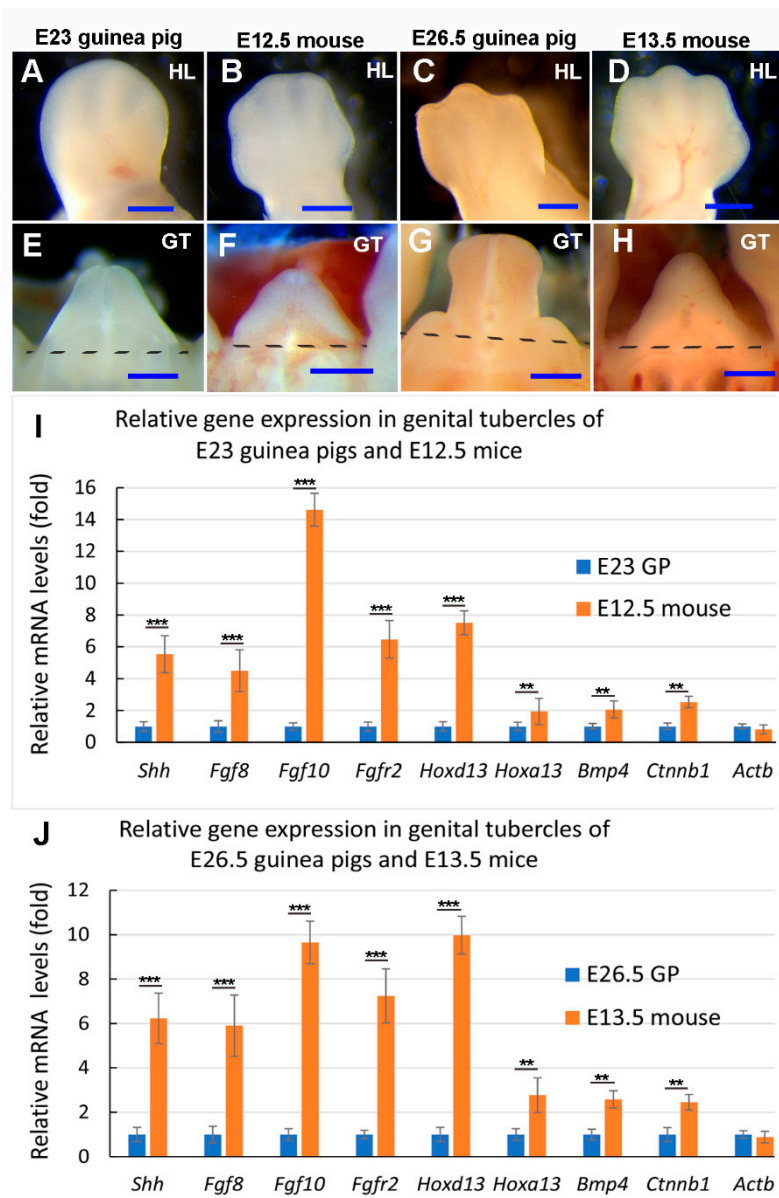 E23 guinea pig E12.5 mouse E26.5 guinea pig E13.5 mouse
A HL B HL C HL D HL
E GT F GT G GT H GT
I Relative gene expression in genital tubercles of
E23 guinea pigs and E12.5 mice
Relative mRNA levels (fold)
16
14
12
10
8
6
4
2
0
*** *** *** *** *** ** ** **
E23 GP
E12.5 mouse
Shh Fgf8 Fgf10 Fgfr2 Hoxd13 Hoxa13 Bmp4 Ctnnb1 Actb
J Relative gene expression in genital tubercles of
E26.5 guinea pigs and E13.5 mice
Relative mRNA levels (fold)
12
10
8
6
4
2
0
*** *** *** *** *** ** ** **
E26.5 GP
E13.5 mouse
Shh Fgf8 Fgf10 Fgfr2 Hoxd13 Hoxa13 Bmp4 Ctnnb1 Actb